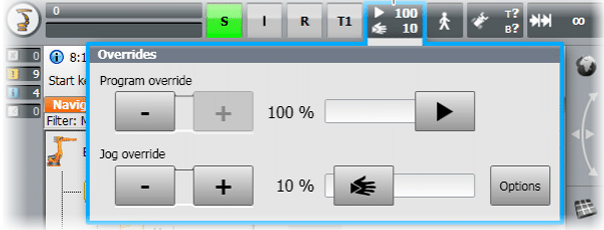 0
S I R T1 100 10 T? B? ∞
0 8:1 Overrides
9 Start ke Program override
4 - + 100 %
0 Navig
Filter: M
Jog override
- + 10 % Options